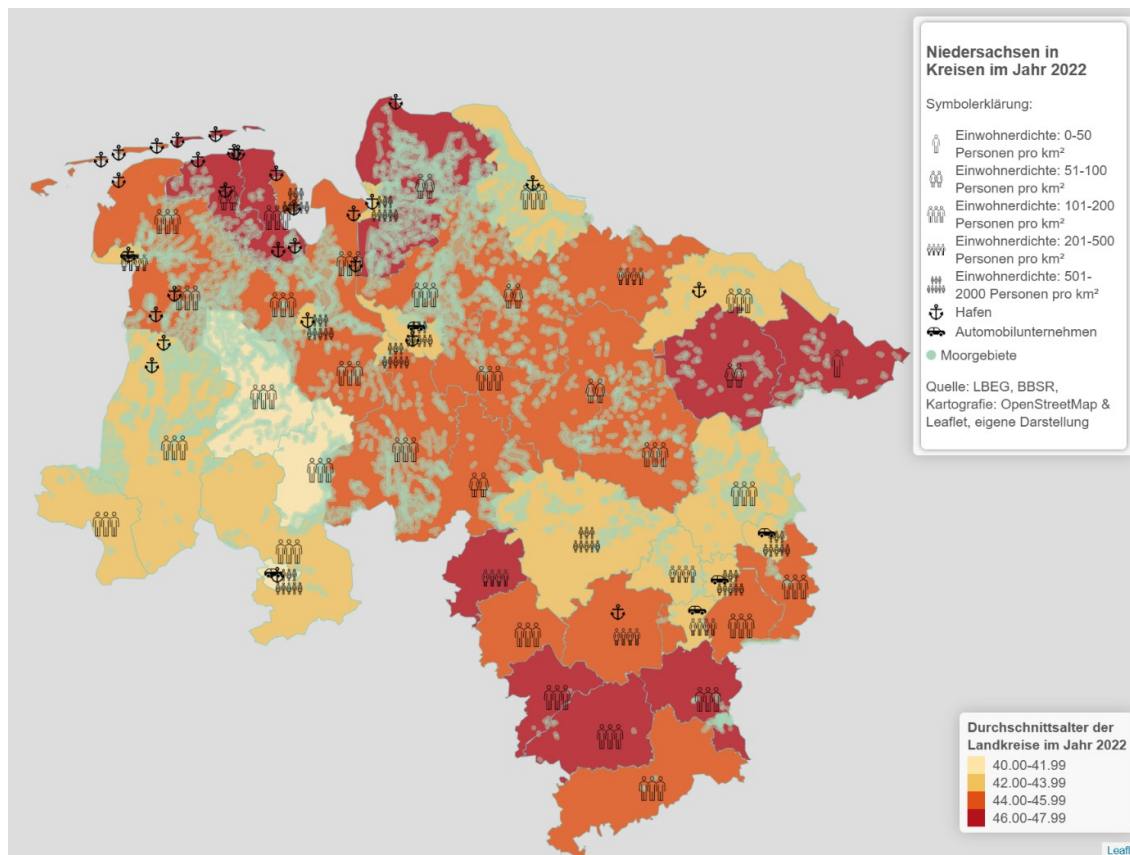 Niedersachsen in
Kreisen im Jahr 2022
Symbolerklärung:
Einwohnerdichte: 0-50
Personen pro km²
Einwohnerdichte: 51-100
Personen pro km²
Einwohnerdichte: 101-200
Personen pro km²
Einwohnerdichte: 201-500
Personen pro km²
Einwohnerdichte: 501-
2000 Personen pro km²
Hafen
Automobilunternehmen
Moorgebiete
Quelle: LBEG, BBSR,
Kartografie: OpenStreetMap &
Leaflet, eigene Darstellung
Durchschnittsalter der
Landkreise im Jahr 2022
40.00-41.99
42.00-43.99
44.00-45.99
46.00-47.99
Leafl